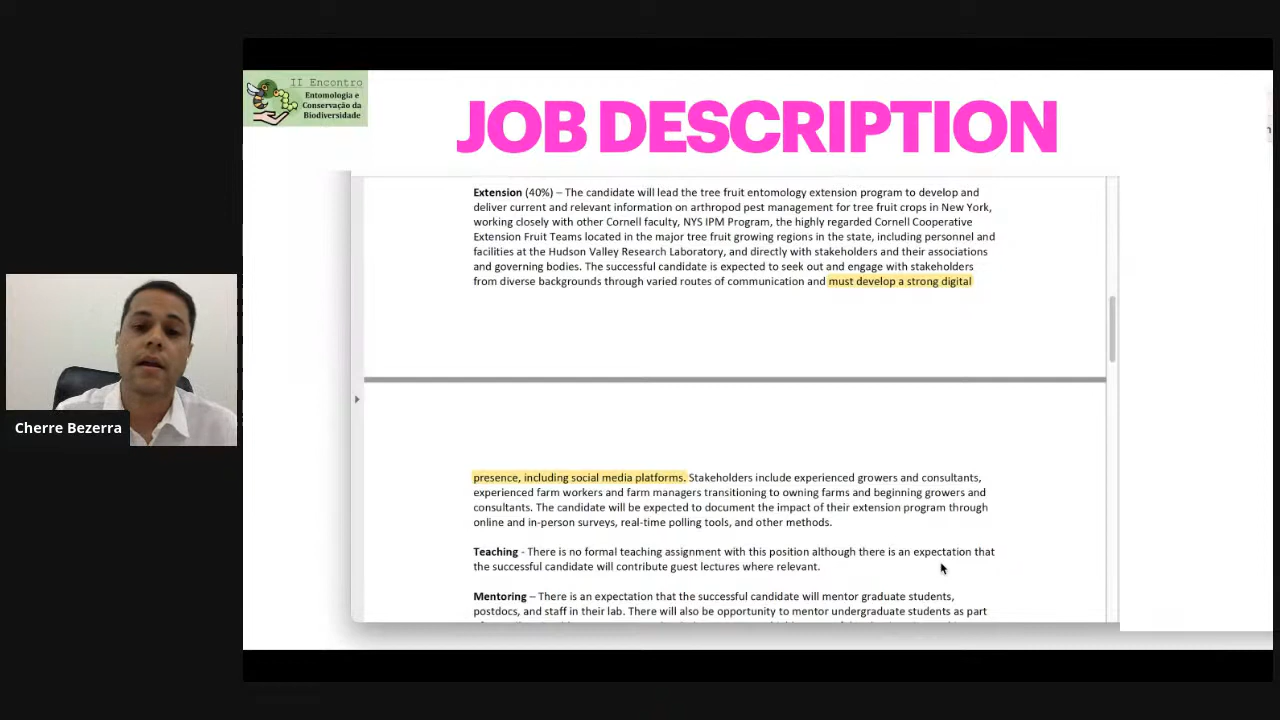 II Encontro
Entomologia e
Conservação da
Biodiversidade
JOB DESCRIPTION
Extension (40%) – The candidate will lead the tree fruit entomology extension program to develop and
deliver current and relevant information on arthropod pest management for tree fruit crops in New York,
working closely with other Cornell faculty, NYS IPM Program, the highly regarded Cornell Cooperative
Extension Fruit Teams located in the major tree fruit growing regions in the state, including personnel and
facilities at the Hudson Valley Research Laboratory, and directly with stakeholders and their associations
and governing bodies. The successful candidate is expected to seek out and engage with stakeholders
from diverse backgrounds through varied routes of communication and must develop a strong digital
presence, including social media platforms. Stakeholders include experienced growers and consultants,
experienced farm workers and farm managers transitioning to owning farms and beginning growers and
consultants. The candidate will be expected to document the impact of their extension program through
online and in-person surveys, real-time polling tools, and other methods.
Teaching - There is no formal teaching assignment with this position although there is an expectation that
the successful candidate will contribute guest lectures where relevant.
Mentoring – There is an expectation that the successful candidate will mentor graduate students,
postdocs, and staff in their lab. There will also be opportunity to mentor undergraduate students as part
Cherre Bezerra